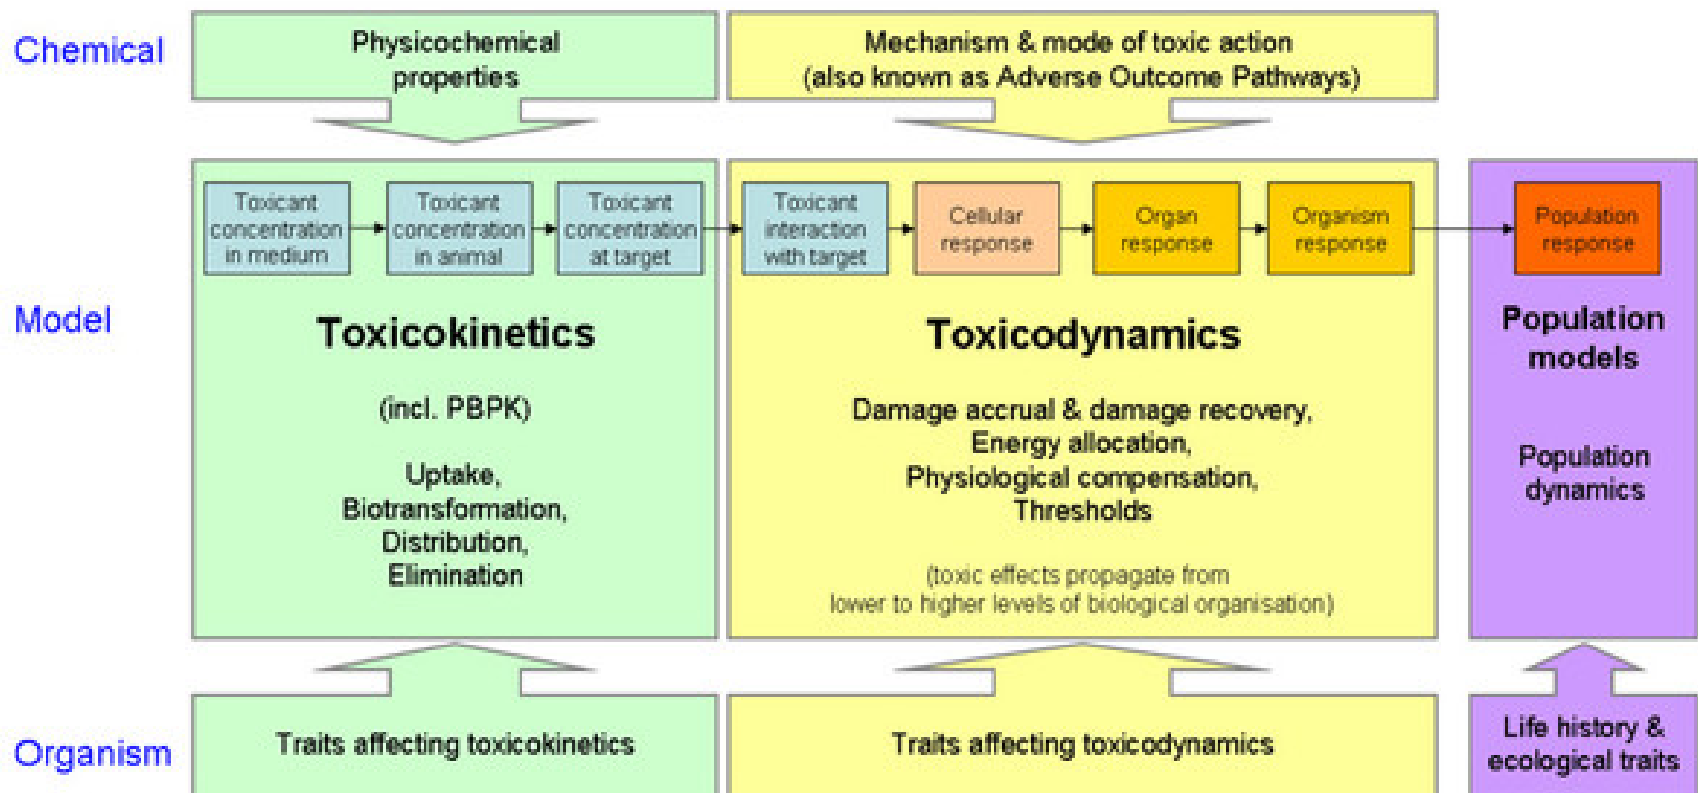 Chemical
Physicochemical
properties
Mechanism & mode of toxic action
(also known as Adverse Outcome Pathways)
Model
Toxicant
concentration
in medium
Toxicant
concentration
in animal
Toxicant
concentration
at target
Toxicant
interaction
with target
Cellular
response
Organ
response
Organism
response
Population
response
Toxicokinetics
(incl. PBPK)
Uptake,
Biotransformation,
Distribution,
Elimination
Toxicodynamics
Damage accrual & damage recovery,
Energy allocation,
Physiological compensation,
Thresholds
(toxic effects propagate from
lower to higher levels of biological organisation)
Population
models
Population
dynamics
Organism
Traits affecting toxicokinetics
Traits affecting toxicodynamics
Life history &
ecological traits